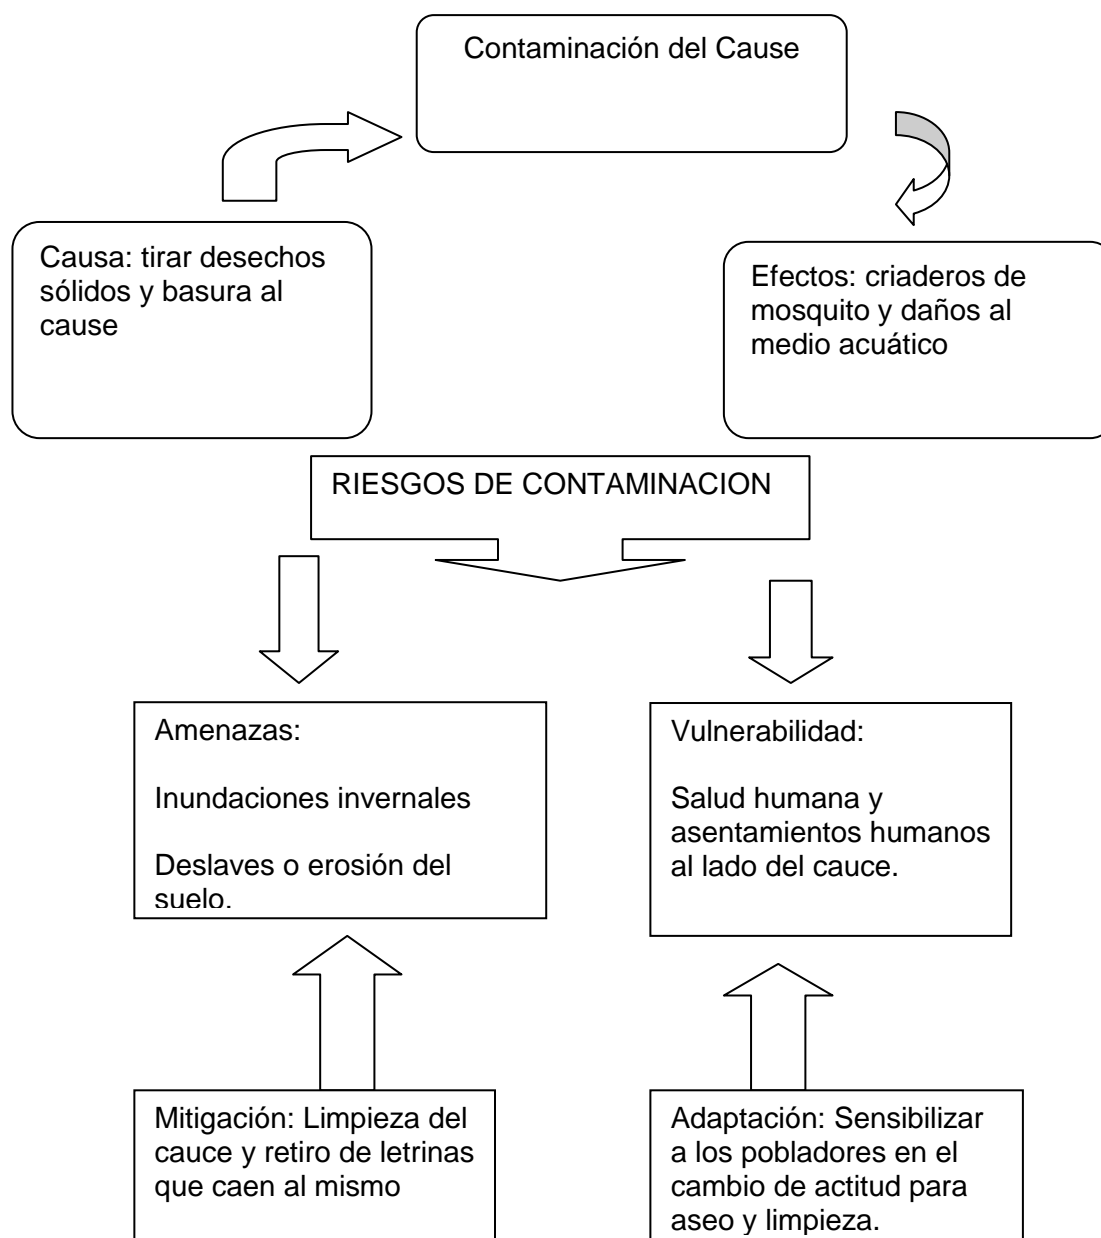 Contaminación del Cause
Causa: tirar desechos
sólidos y basura al
cause
Efectos: criaderos de
mosquito y daños al
medio acuático
RIESGOS DE CONTAMINACION
Amenazas:
Inundaciones invernales
Deslaves o erosión del
suelo.
Vulnerabilidad:
Salud humana y
asentamientos humanos
al lado del cauce.
Mitigación: Limpieza del
cauce y retiro de letrinas
que caen al mismo
Adaptación: Sensibilizar
a los pobladores en el
cambio de actitud para
aseo y limpieza.